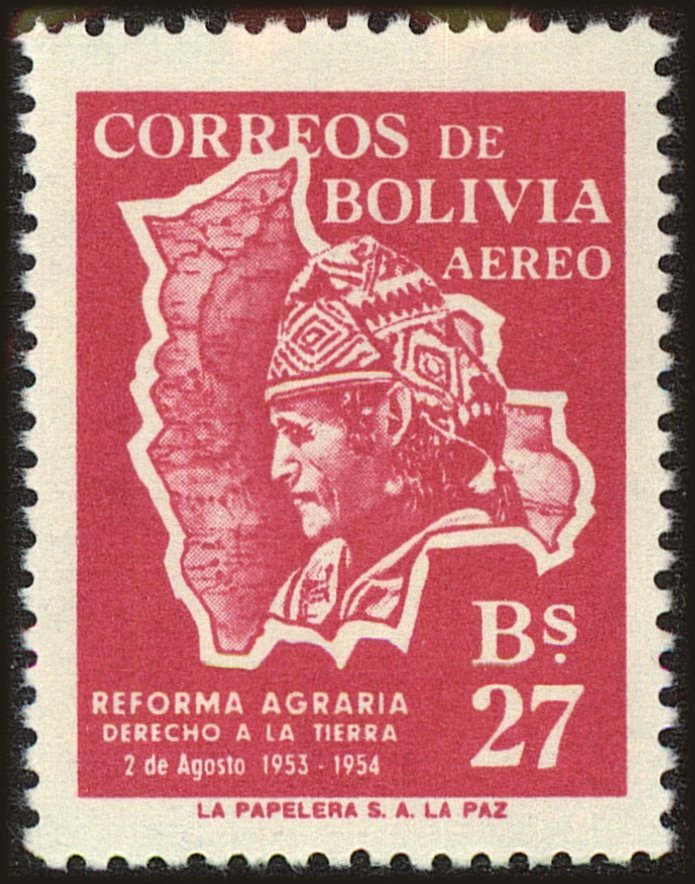 CORREOS DE
BOLIVIA
AEREO
Bs.
27
REFORMA AGRARIA
DERECHO A LA TIERRA
2 de Agosto 1953 - 1954
LA PAPELERA S. A. LA PAZ